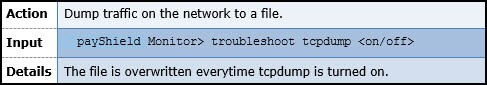 Action Dump traffic on the network to a file.
Input payShield Monitor> troubleshoot tcpdump <on/off>
Details The file is overwritten everytime tcpdump is turned on.